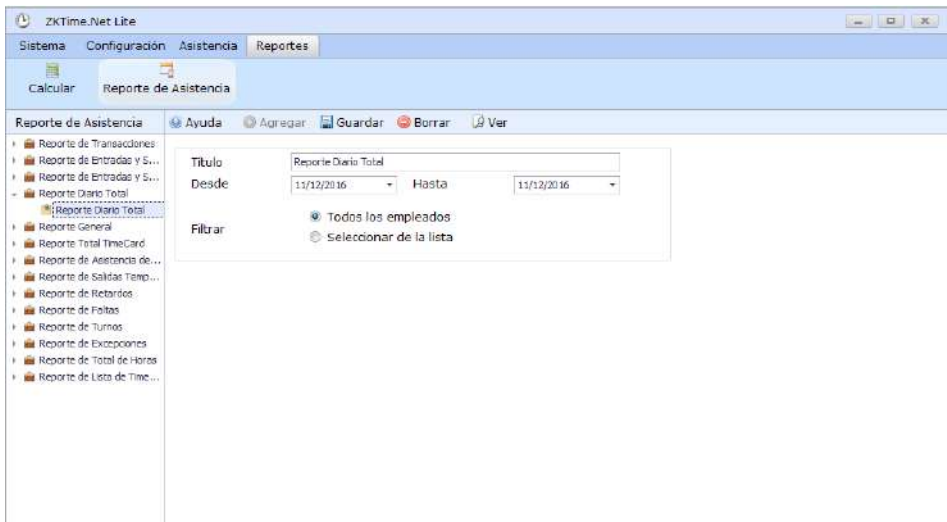 ZKTime.Net Lite
Sistema Configuración Asistencia Reportes
Calcular Reporte de Asistencia
Reporte de Asistencia Ayuda Agregar Guardar Borrar Ver
Reporte de Transacciones
Reporte de Entradas y S...
Reporte de Entradas y S...
Reporte Diario Total
Reporte Diario Total
Reporte General
Reporte Total TimeCard
Reporte de Asistencia de...
Reporte de Salidas Temp...
Reporte de Retardos
Reporte de Faltas
Reporte de Turnos
Reporte de Excepciones
Reporte de Total de Horas
Reporte de Lista de Time...
Titulo Reporte Diario Total
Desde 11/12/2016 Hasta 11/12/2016
Filtrar
Todos los empleados
Seleccionar de la lista